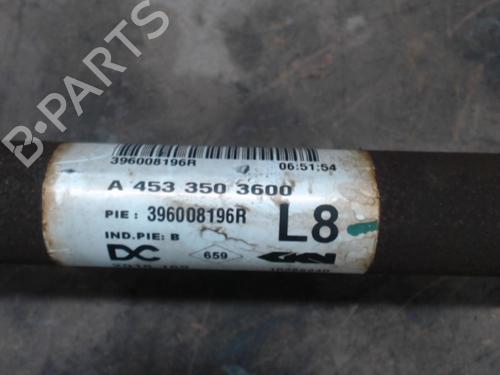 396008196R 06:51:54
A 453 350 3600
PIE : 396008196R L8
IND.PIE: B
DC 659 GKN
B-PARTS